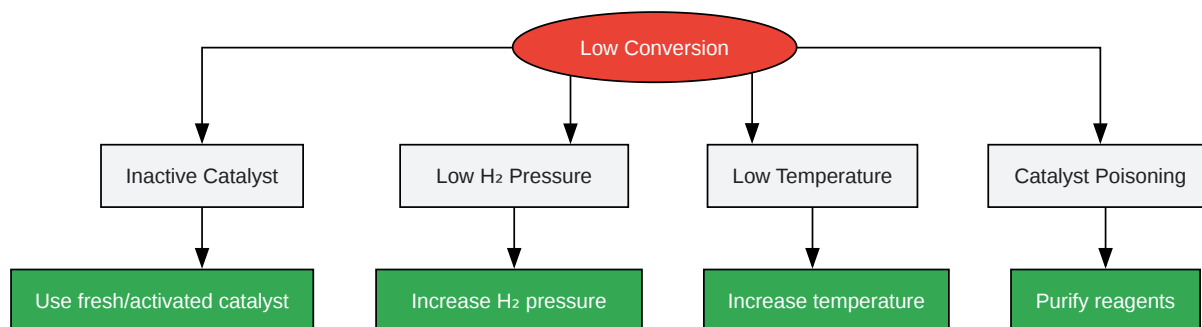 Low Conversion
Inactive Catalyst
Low H₂ Pressure
Low Temperature
Catalyst Poisoning
Use fresh/activated catalyst
Increase H₂ pressure
Increase temperature
Purify reagents